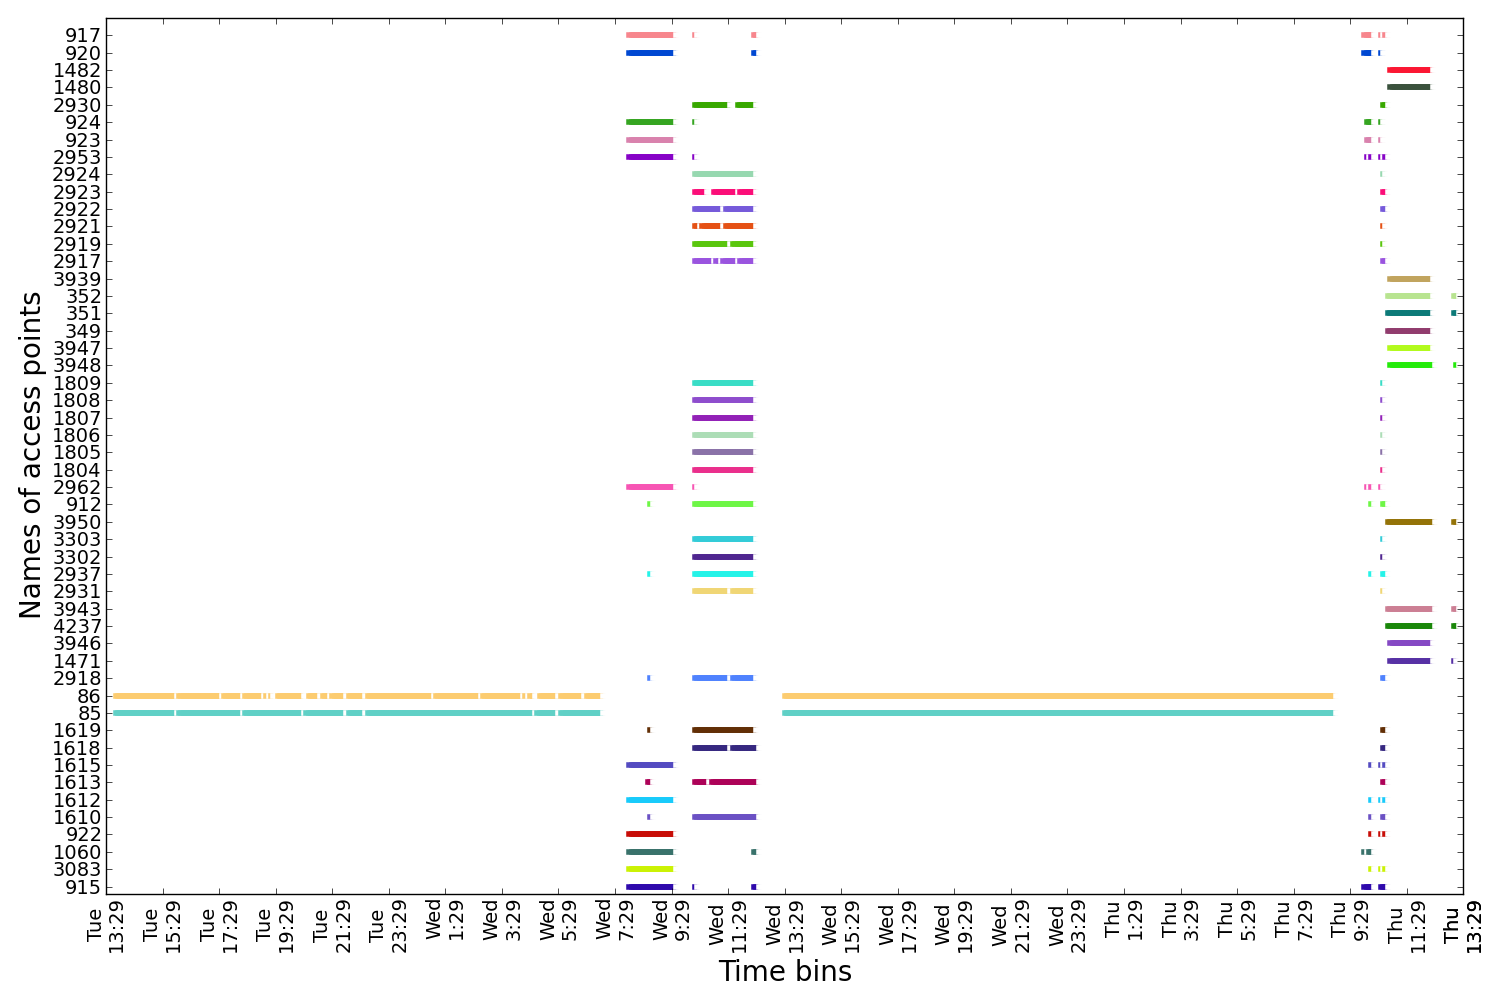 Names of access points
917
920
1482
1480
2930
924
923
2953
2924
2923
2922
2921
2919
2917
3939
352
351
349
3947
3948
1809
1808
1807
1806
1805
1804
2962
912
3950
3303
3302
2937
2931
3943
4237
3946
1471
2918
86
85
1619
1618
1615
1613
1612
1610
922
1060
3083
915
Tue
13:29
Tue
15:29
Tue
17:29
Tue
19:29
Tue
21:29
Tue
23:29
Wed
1:29
Wed
3:29
Wed
5:29
Wed
7:29
Wed
9:29
Wed
11:29
Wed
13:29
Wed
15:29
Wed
17:29
Wed
19:29
Wed
21:29
Wed
23:29
Thu
1:29
Thu
3:29
Thu
5:29
Thu
7:29
Thu
9:29
Thu
11:29
Thu
13:29
Time bins